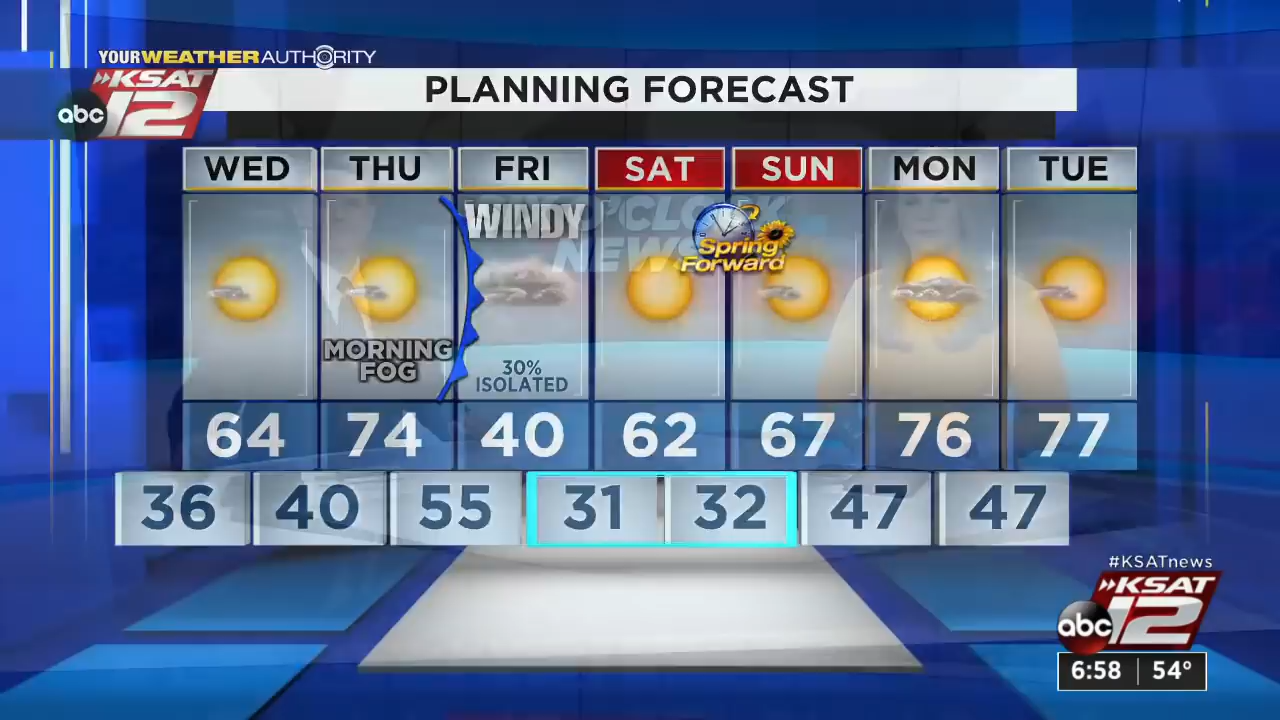 YOURWEATHERAUTHORITY
KSAT
abc 12
PLANNING FORECAST
WED THU FRI SAT SUN MON TUE
WINDY
O'CLOCK
NEWS
Spring
Forward
MORNING
FOG
30%
ISOLATED
64 74 40 62 67 76 77
36 40 55 31 32 47 47
#KSATnews
KSAT
abc 12
6:58 54°